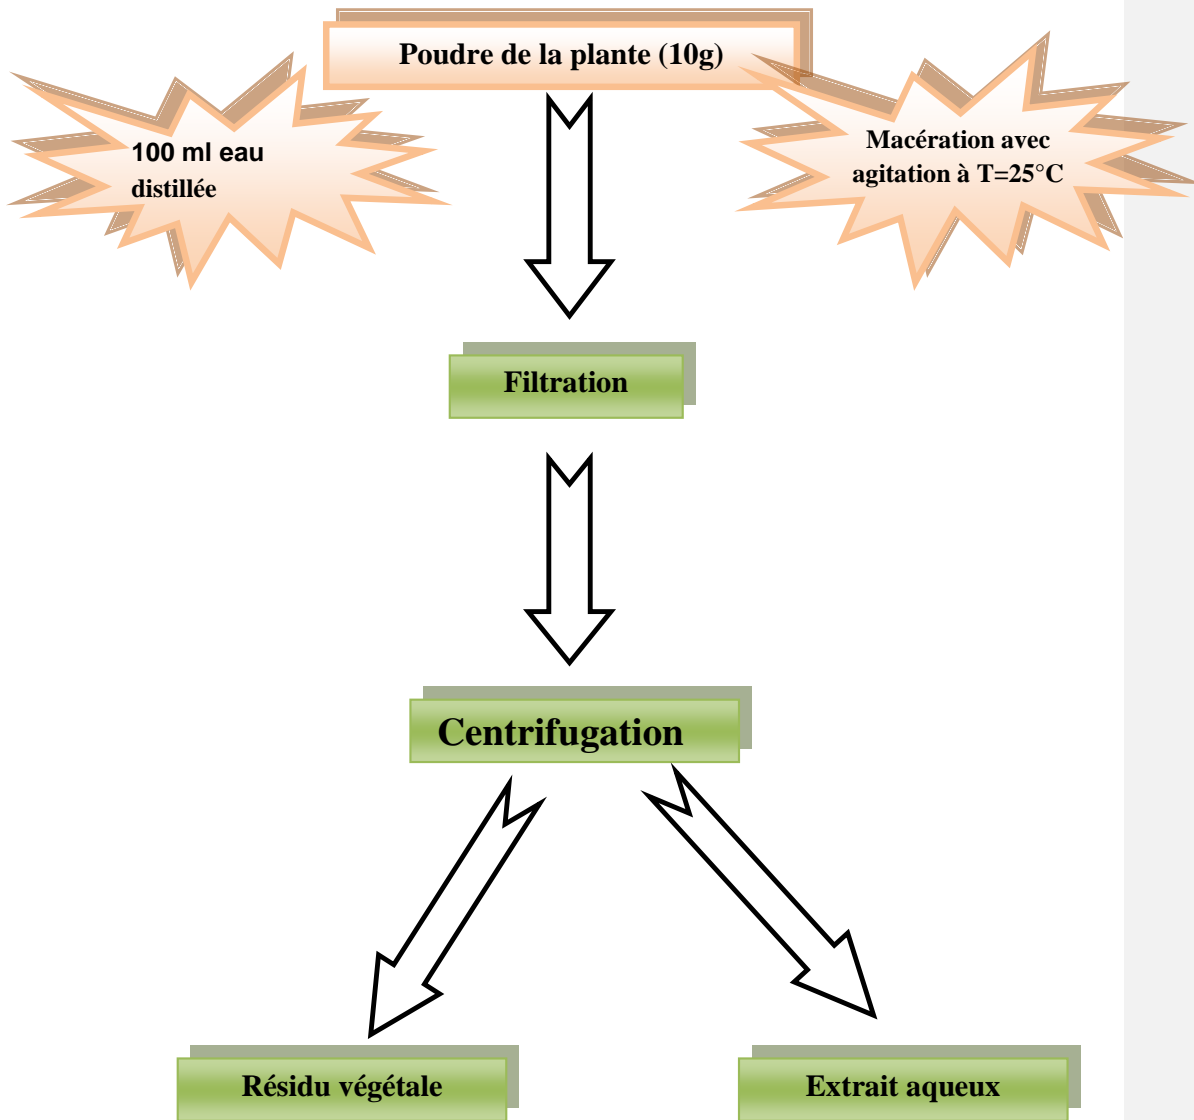 Poudre de la plante (10g)
100 ml eau
distillée
Macération avec
agitation à T=25°C
Filtration
Centrifugation
Résidu végétale
Extrait aqueux